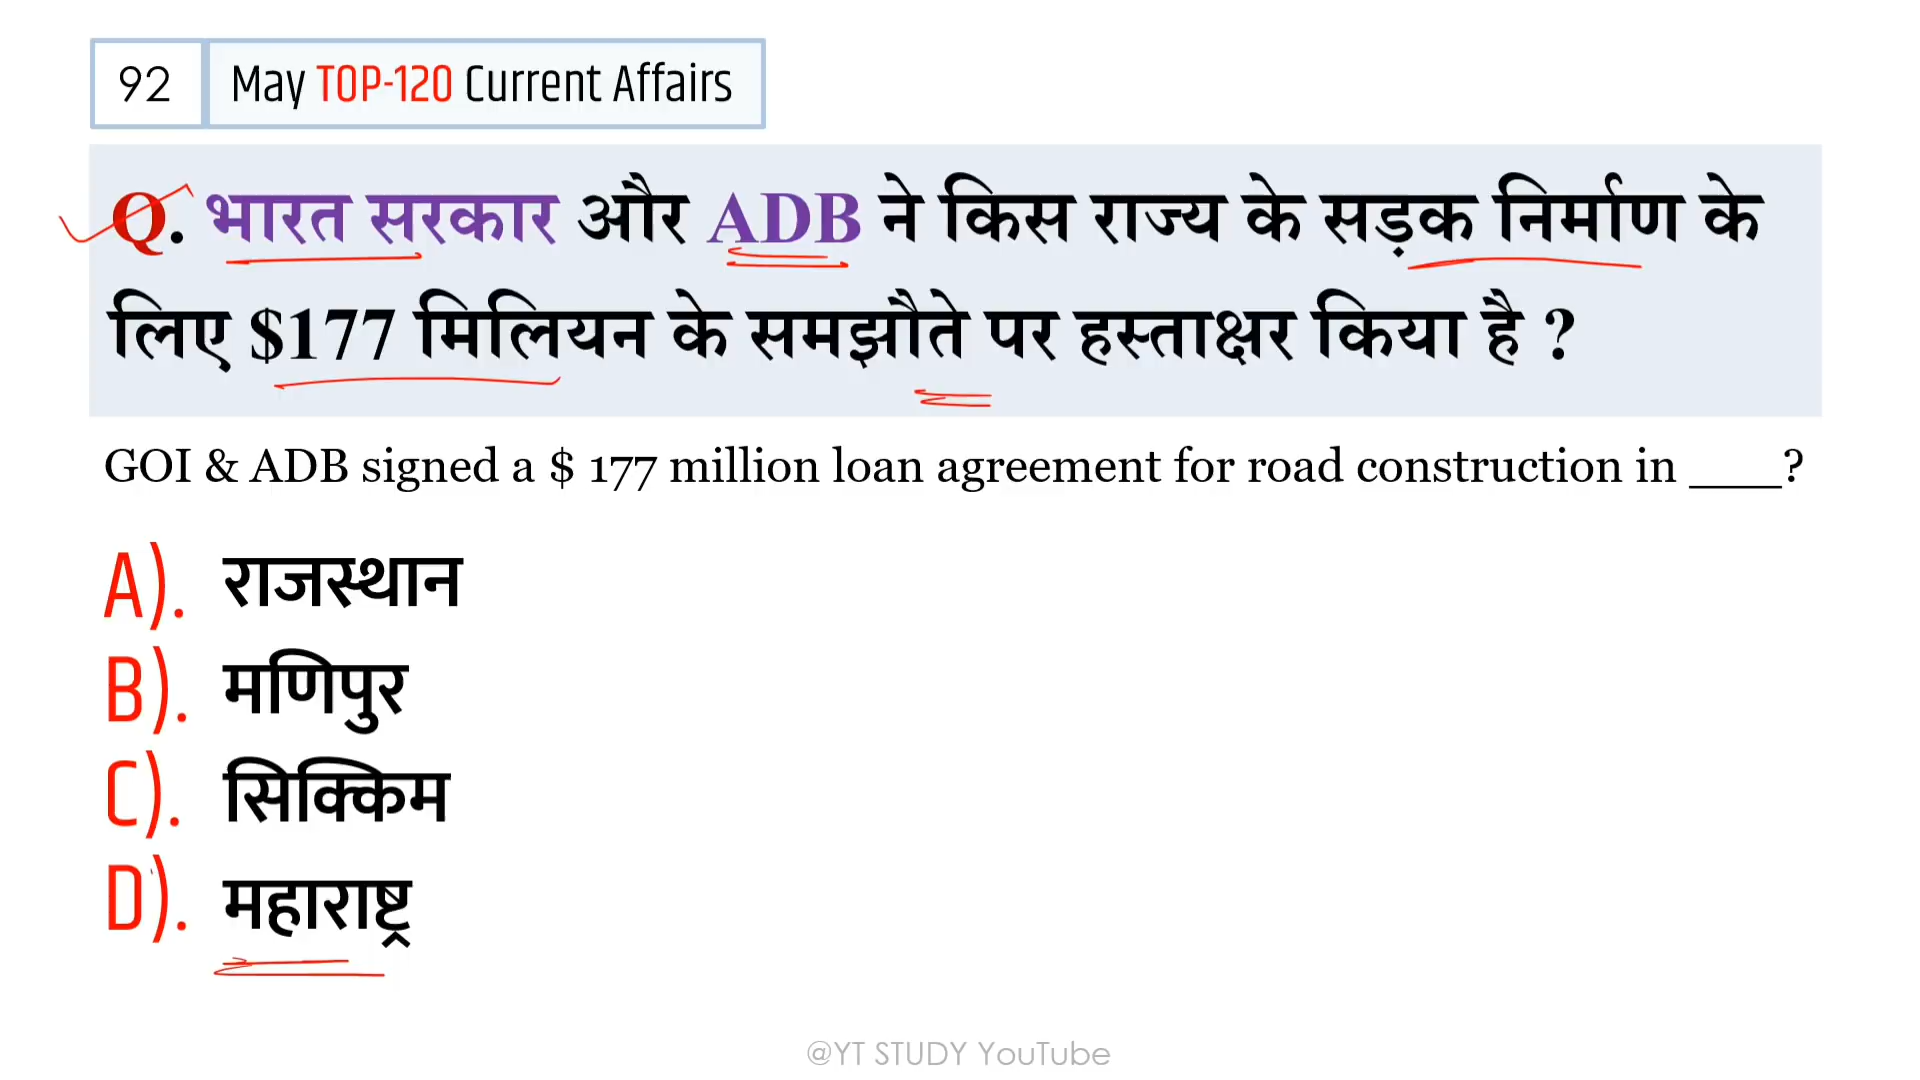 92 May TOP-120 Current Affairs
Q. भारत सरकार और ADB ने किस राज्य के सड़क निर्माण के
लिए $177 मिलियन के समझौते पर हस्ताक्षर किया है ?
GOI & ADB signed a $ 177 million loan agreement for road construction in ____?
A). राजस्थान
B). मणिपुर
C). सिक्किम
D). महाराष्ट्र
@YT STUDY YouTube